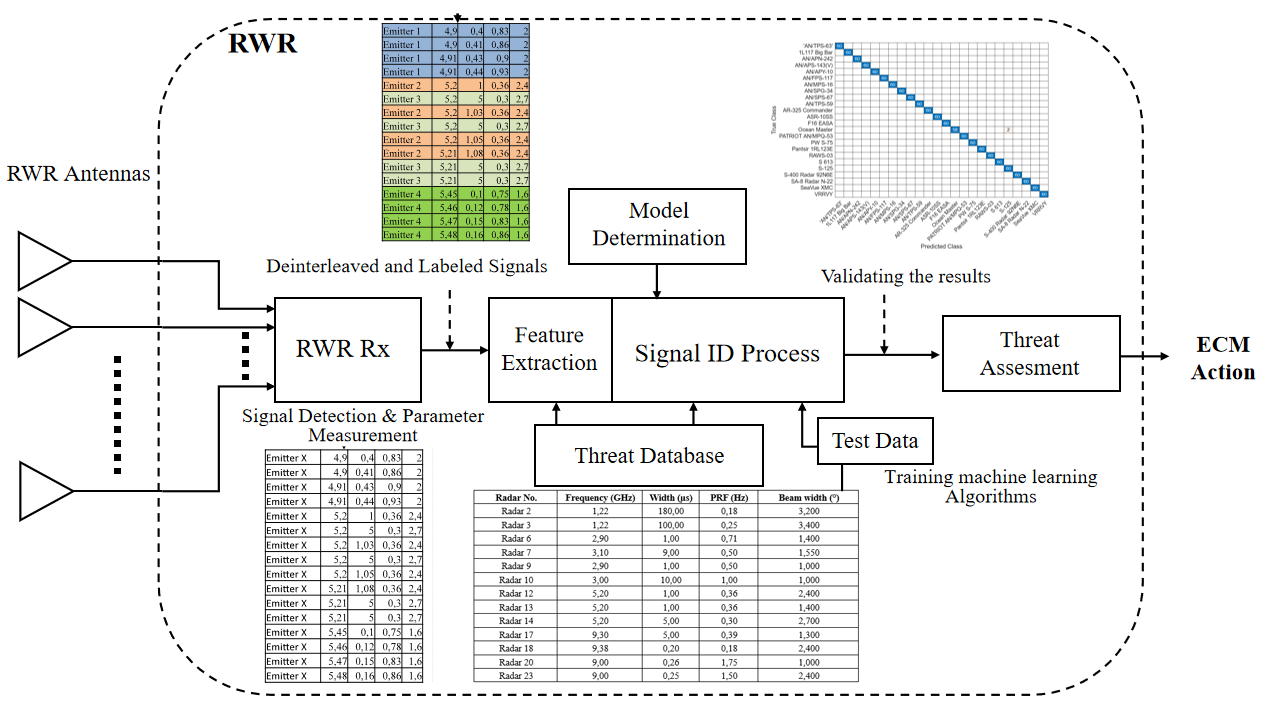 RWR
Emitter 1 4,9 0,4 0,83 2
Emitter 1 4,9 0,41 0,86 2
Emitter 1 4,91 0,43 0,9 2
Emitter 1 4,91 0,44 0,93 2
Emitter 2 5,2 1 0,36 2,4
Emitter 3 5,2 5 0,3 2,7
Emitter 2 5,2 1,03 0,36 2,4
Emitter 3 5,2 5 0,3 2,7
Emitter 2 5,2 1,05 0,36 2,4
Emitter 2 5,21 1,08 0,36 2,4
Emitter 3 5,21 5 0,3 2,7
Emitter 3 5,21 5 0,3 2,7
Emitter 4 5,45 0,1 0,75 1,6
Emitter 4 5,46 0,12 0,78 1,6
Emitter 4 5,47 0,15 0,83 1,6
Emitter 4 5,48 0,16 0,86 1,6
True Class
'AN/TPS-63'
1L117 Big Bar
AN/APN-242
AN/APS-143(V)
AN/APY-10
AN/FPS-117
AN/MPS-16
AN/SPG-34
AN/SPS-67
AN/TPS-59
AR-325 Commander
ASR-10SS
F16 EASA
Ocean Master
PATRIOT AN/MPQ-53
PW S-75
Pantsir 1RL123E
RAWS-03
S 613
S-125
S-400 Radar 92N6E
SA-8 Radar N-22
SeaVue XMC
VRRVY
Predicted Class
RWR Antennas
Model
Determination
Deinterleaved and Labeled Signals
Validating the results
RWR Rx
Feature
Extraction
Signal ID Process
Threat
Assesment
ECM
Action
Signal Detection & Parameter
Measurement
Threat Database
Test Data
Training machine learning
Algorithms
Emitter X 4,9 0,4 0,83 2
Emitter X 4,9 0,41 0,86 2
Emitter X 4,91 0,43 0,9 2
Emitter X 4,91 0,44 0,93 2
Emitter X 5,2 1 0,36 2,4
Emitter X 5,2 5 0,3 2,7
Emitter X 5,2 1,03 0,36 2,4
Emitter X 5,2 5 0,3 2,7
Emitter X 5,2 1,05 0,36 2,4
Emitter X 5,21 1,08 0,36 2,4
Emitter X 5,21 5 0,3 2,7
Emitter X 5,21 5 0,3 2,7
Emitter X 5,45 0,1 0,75 1,6
Emitter X 5,46 0,12 0,78 1,6
Emitter X 5,47 0,15 0,83 1,6
Emitter X 5,48 0,16 0,86 1,6
Radar No. Frequency (GHz) Width (μs) PRF (Hz) Beam width (°)
Radar 2 1,22 180,00 0,18 3,200
Radar 3 1,22 100,00 0,25 3,400
Radar 6 2,90 1,00 0,71 1,400
Radar 7 3,10 9,00 0,50 1,550
Radar 9 2,90 1,00 0,50 1,000
Radar 10 3,00 10,00 1,00 1,000
Radar 12 5,20 1,00 0,36 2,400
Radar 13 5,20 1,00 0,36 1,400
Radar 14 5,20 5,00 0,30 2,700
Radar 17 9,30 5,00 0,39 1,300
Radar 18 9,38 0,20 0,18 2,400
Radar 20 9,00 0,26 1,75 1,000
Radar 23 9,00 0,25 1,50 2,400